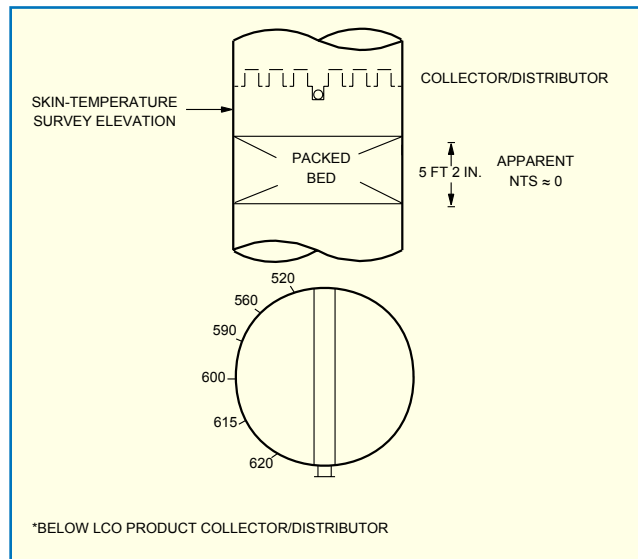 COLLECTOR/DISTRIBUTOR
SKIN-TEMPERATURE
SURVEY ELEVATION
PACKED
BED
5 FT 2 IN.
APPARENT
NTS ≈ 0
520
560
590
600
615
620
*BELOW LCO PRODUCT COLLECTOR/DISTRIBUTOR